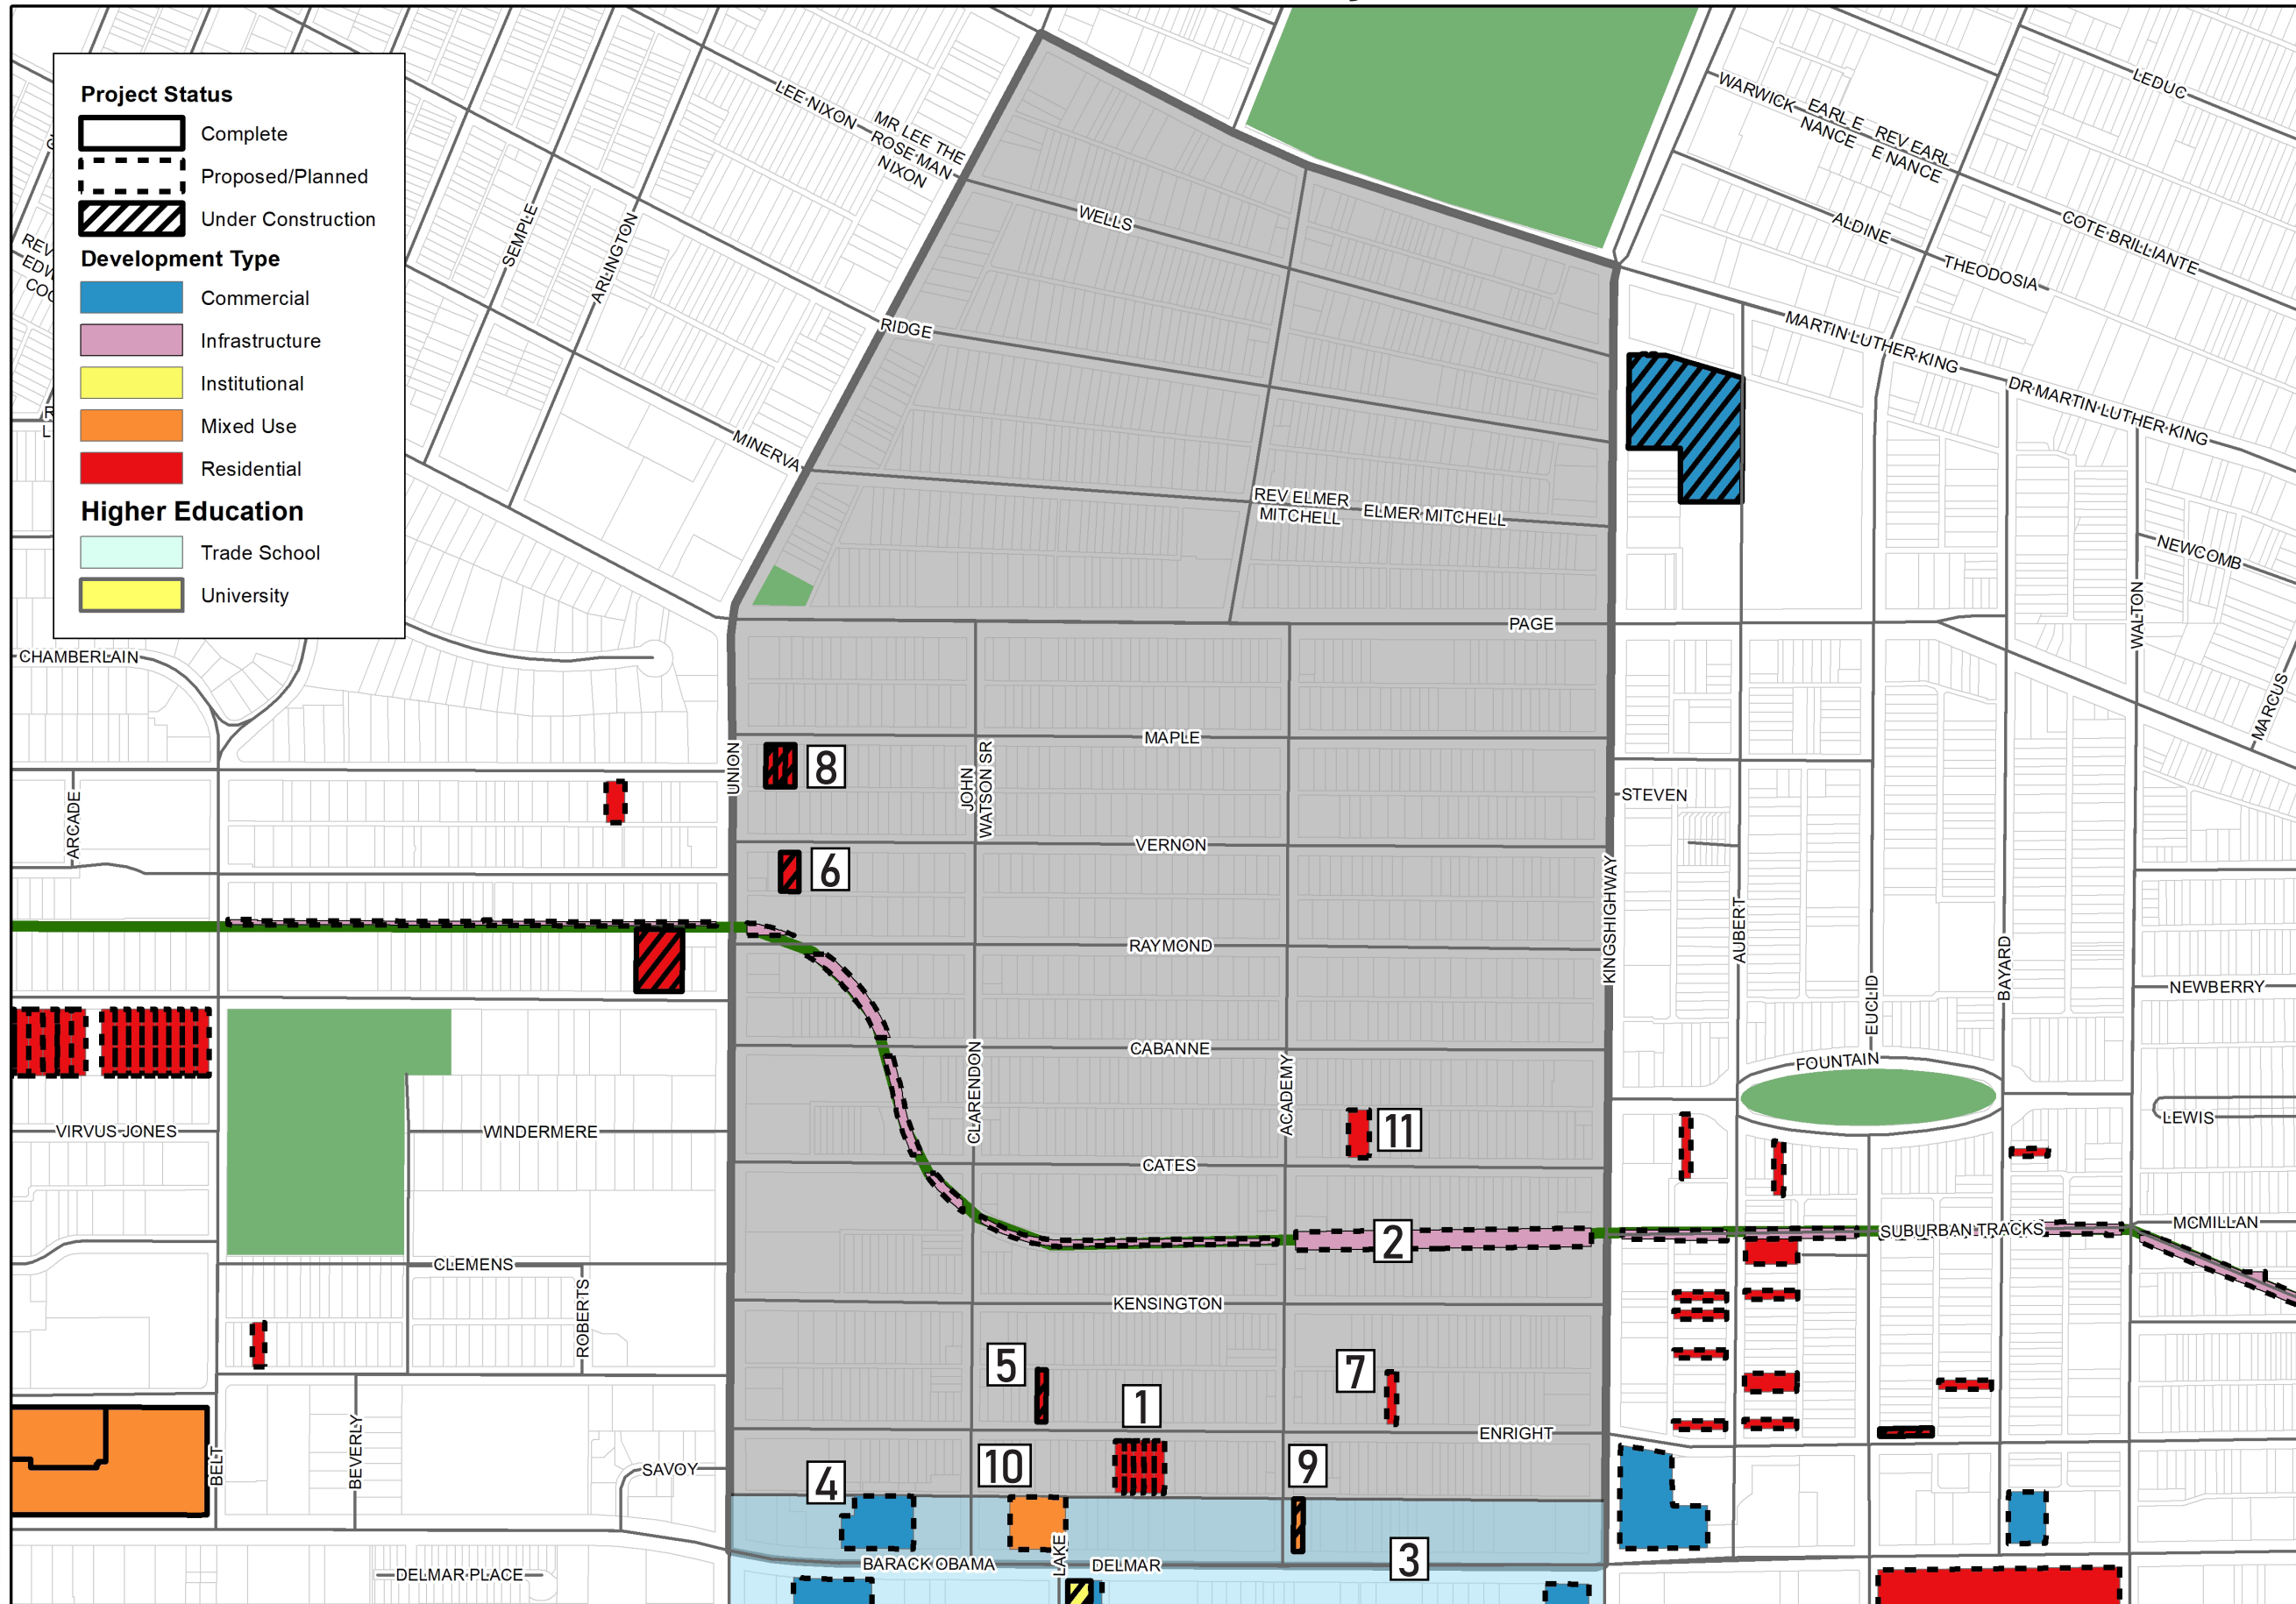 Project Status
Complete
Proposed/Planned
Under Construction
Development Type
Commercial
Infrastructure
Institutional
Mixed Use
Residential
Higher Education
Trade School
University
LEE NIXON
MR LEE THE
ROSE MAN
NIXON
WELLS
RIDGE
MINERVA
SEMPLE
ARLINGTON
REV ELMER
MITCHELL
ELMER MITCHELL
PAGE
WARWICK
EARL E
NANCE
REV EARL
E NANCE
LEDUC
ALDINE
COTE BRILLIANTE
THEODOSIA
MARTIN LUTHER KING
DR MARTIN LUTHER KING
NEWCOMB
WALTON
MARCUS
CHAMBERLAIN
ARCADE
UNION
8
MAPLE
JOHN
WATSON SR
STEVEN
VERNON
6
KINGSHIGHWAY
AUBERT
RAYMOND
BAYARD
EUCLID
NEWBERRY
CABANNE
CLARENDON
ACADEMY
FOUNTAIN
LEWIS
VIRVUS JONES
WINDERMERE
11
CATES
2
SUBURBAN TRACKS
MCMILLAN
CLEMENS
ROBERTS
KENSINGTON
5
7
1
ENRIGHT
BELT
BEVERLY
SAVOY
4
10
9
BARACK OBAMA
LAKE
DELMAR
3
DELMAR PLACE